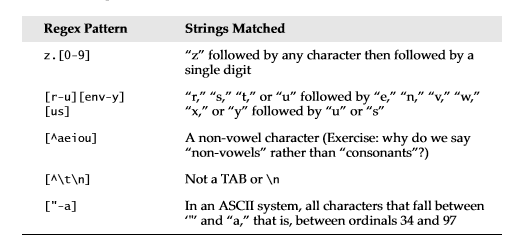 Regex Pattern Strings Matched
z.[0-9] “z” followed by any character then followed by a
single digit
[r-u][env-y] “r,” “s,” “t,” or “u” followed by “e,” “n,” “v,” “w,”
[us] “x,” or “y” followed by “u” or “s”
[^aeiou] A non-vowel character (Exercise: why do we say
“non-vowels” rather than “consonants”?)
[^\t\n] Not a TAB or \n
["-a] In an ASCII system, all characters that fall between
‘"’ and “a,” that is, between ordinals 34 and 97